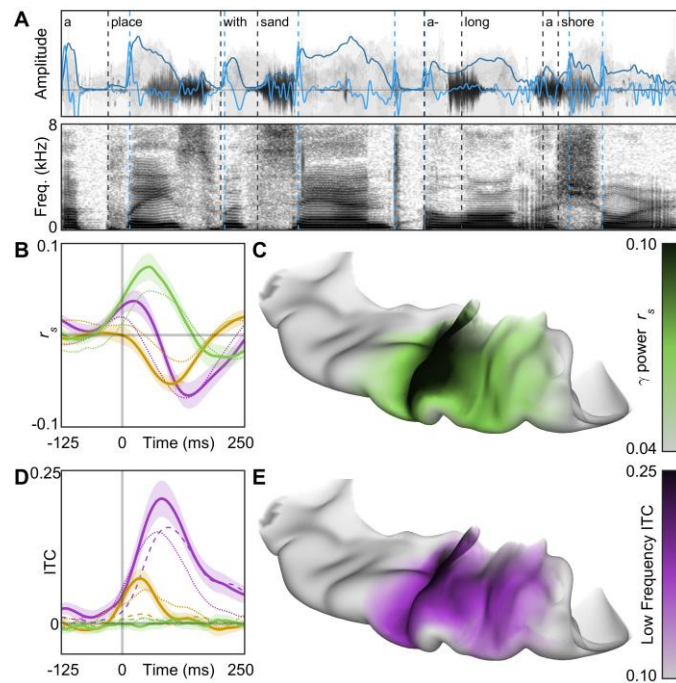 A
a place with sand a- long a shore
Amplitude
8
Freq. (kHz)
0
B
0.1
r_s
-0.1
-125 0 Time (ms) 250
C
0.10
γ power r_s
0.04
D
0.25
ITC
0
-125 0 Time (ms) 250
E
0.25
Low Frequency ITC
0.10